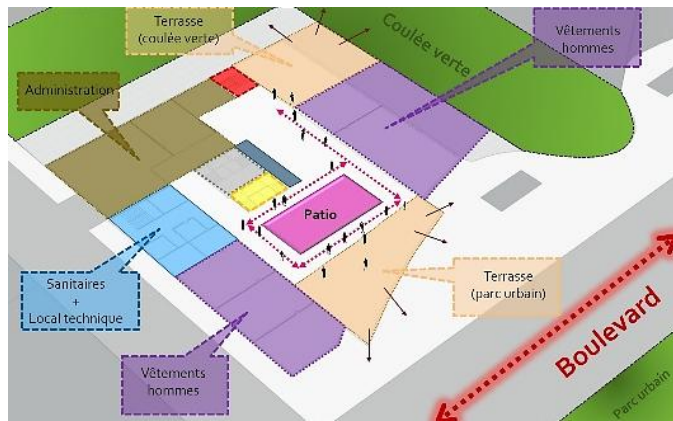 Terrasse
(coulée verte)
Coulée verte
Vêtements
hommes
Administration
Patio
Sanitaires
+
Local technique
Terrasse
(parc urbain)
Boulevard
Vêtements
hommes
Parc urbain